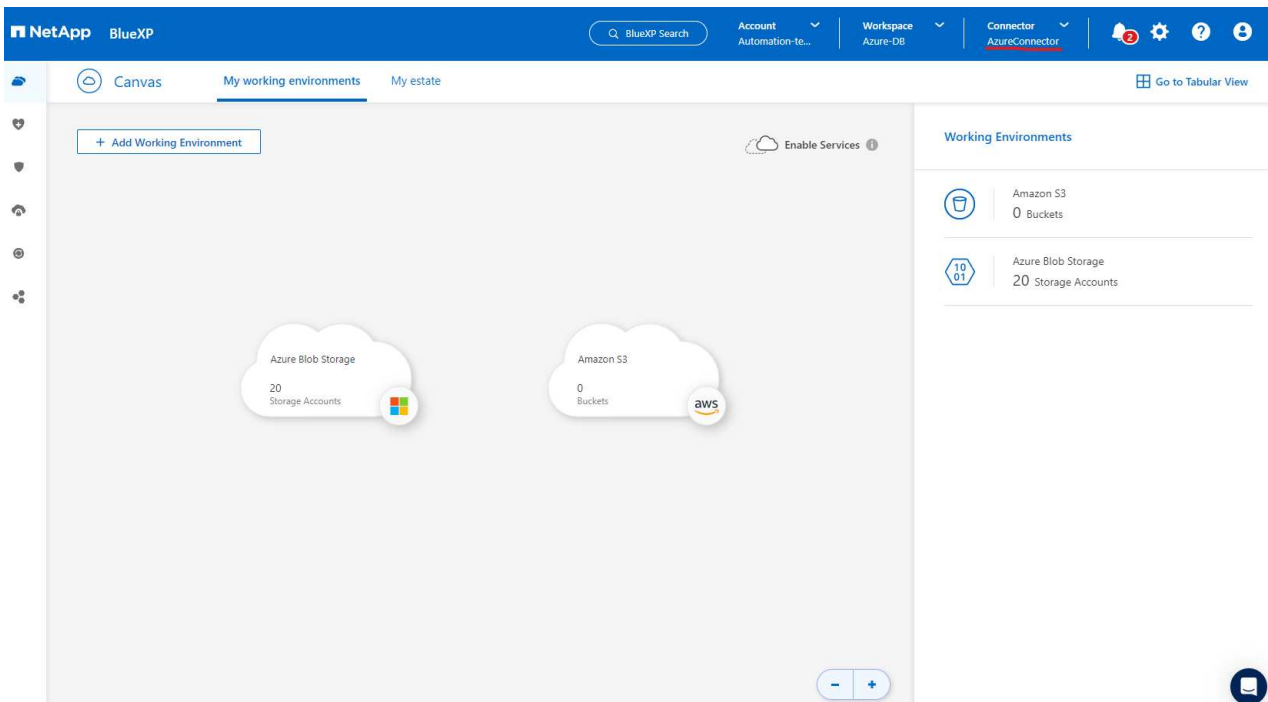 NetApp BlueXP
BlueXP Search
Account
Automation-te...
Workspace
Azure-DB
Connector
AzureConnector
2
Canvas
My working environments
My estate
Go to Tabular View
+ Add Working Environment
Enable Services
Working Environments
Amazon S3
0 Buckets
10
01
Azure Blob Storage
20 Storage Accounts
Azure Blob Storage
20
Storage Accounts
Amazon S3
0
Buckets
aws